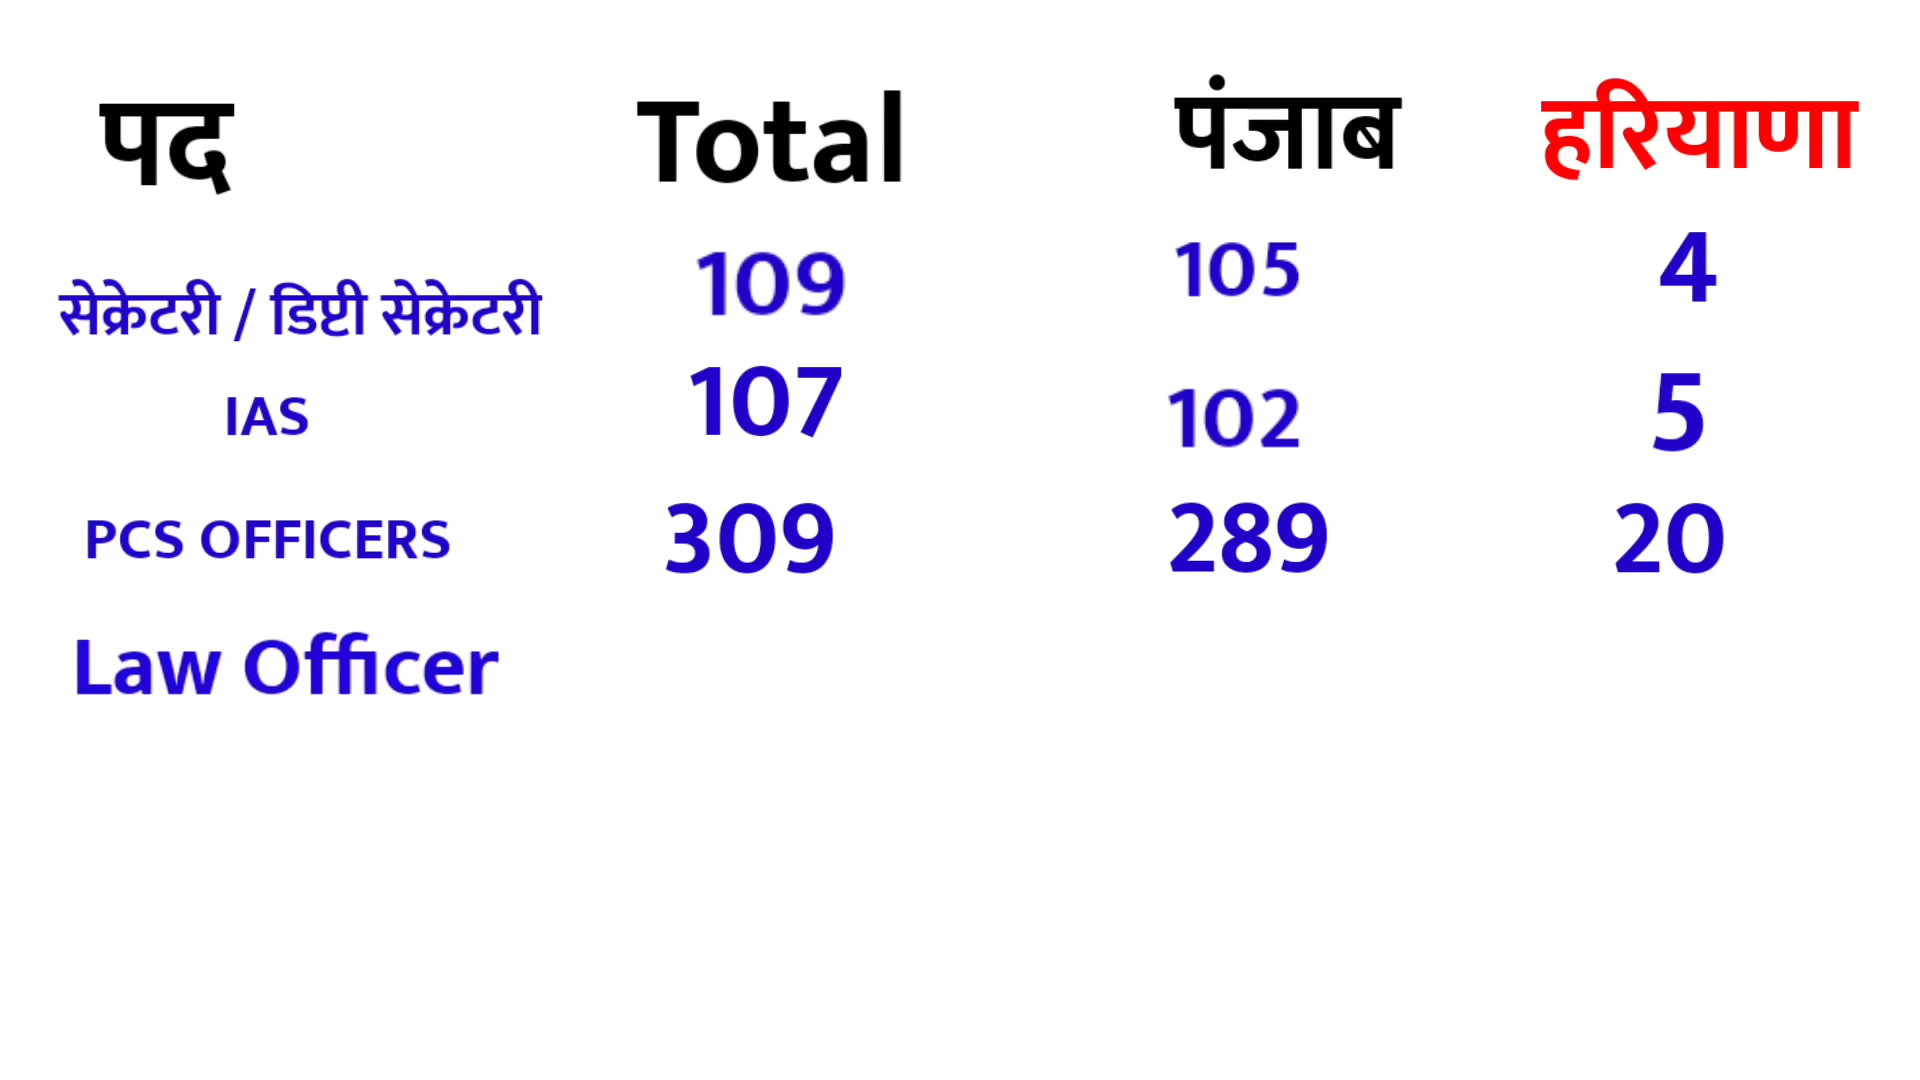 पद Total पंजाब हरियाणा
सेक्रेटरी / डिप्टी सेक्रेटरी 109 105 4
IAS 107 102 5
PCS OFFICERS 309 289 20
Law Officer